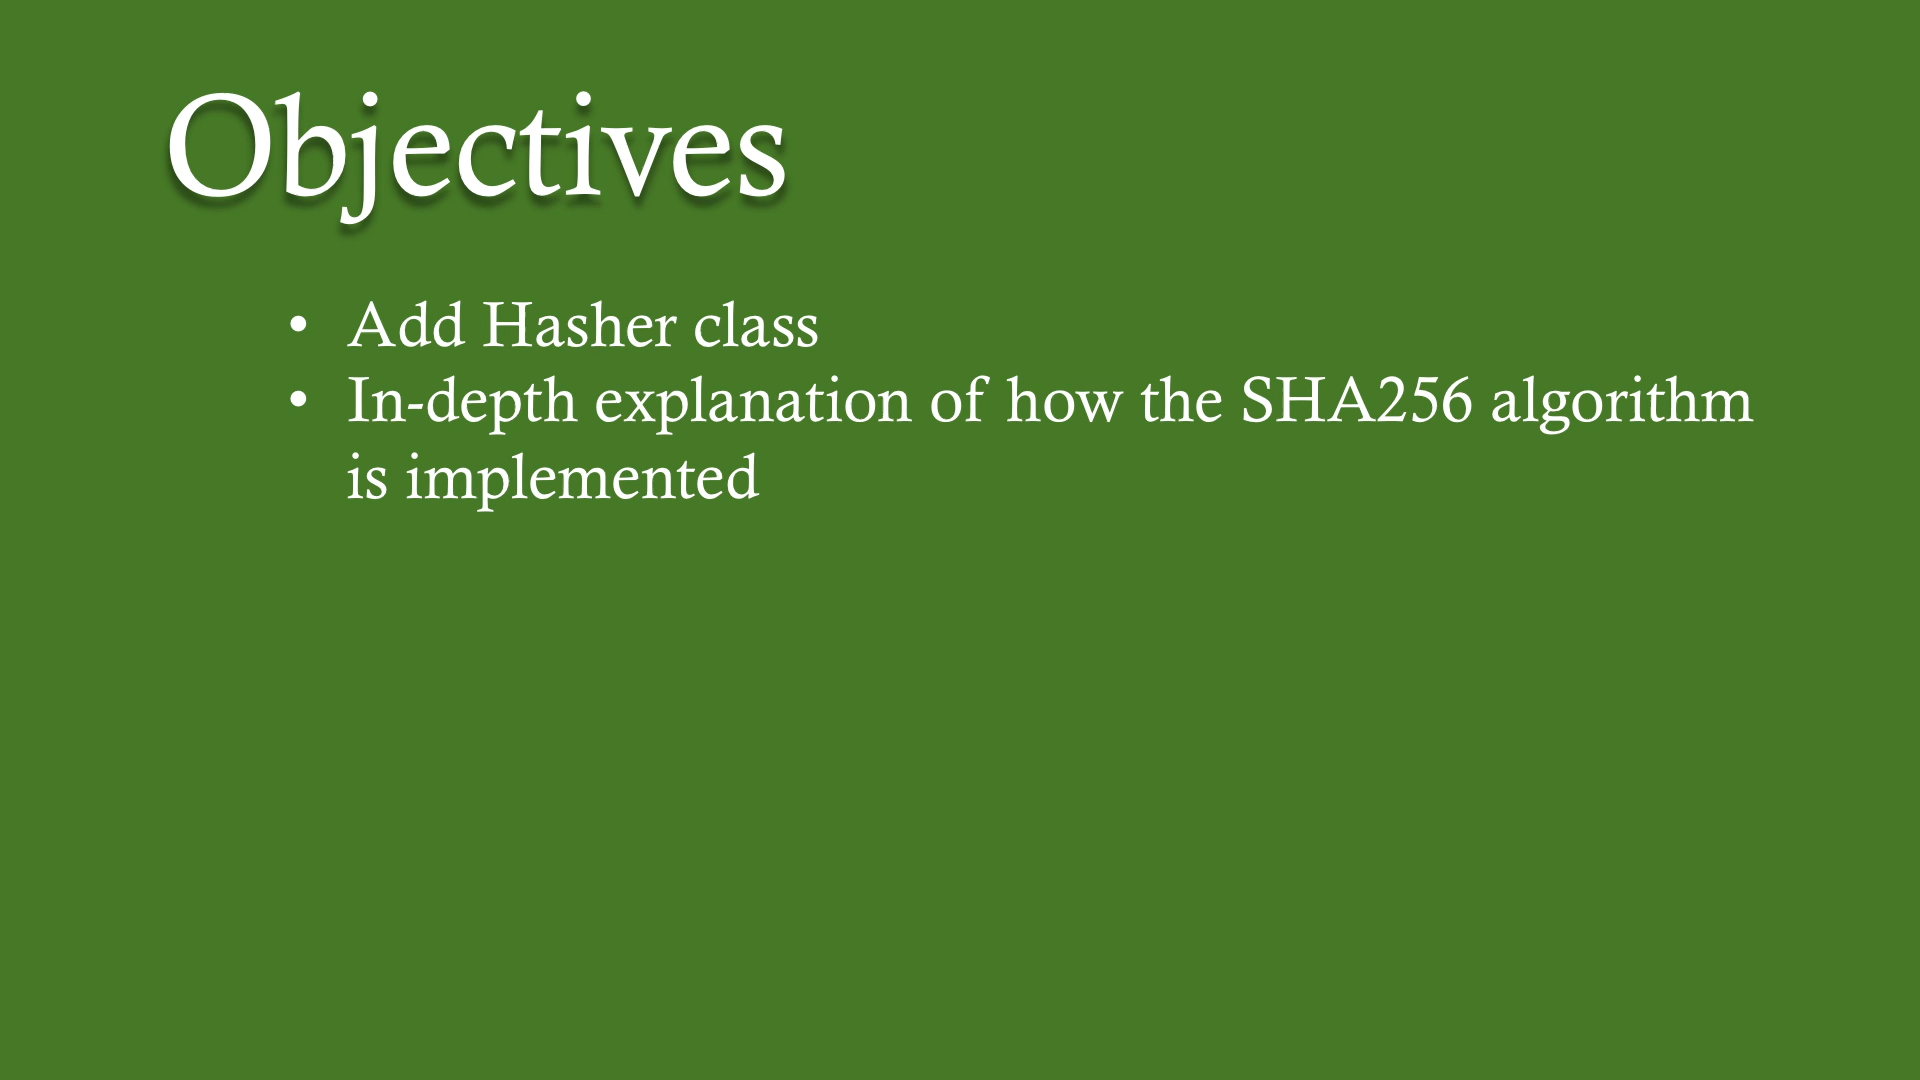 Objectives
• Add Hasher class
• In-depth explanation of how the SHA256 algorithm
is implemented